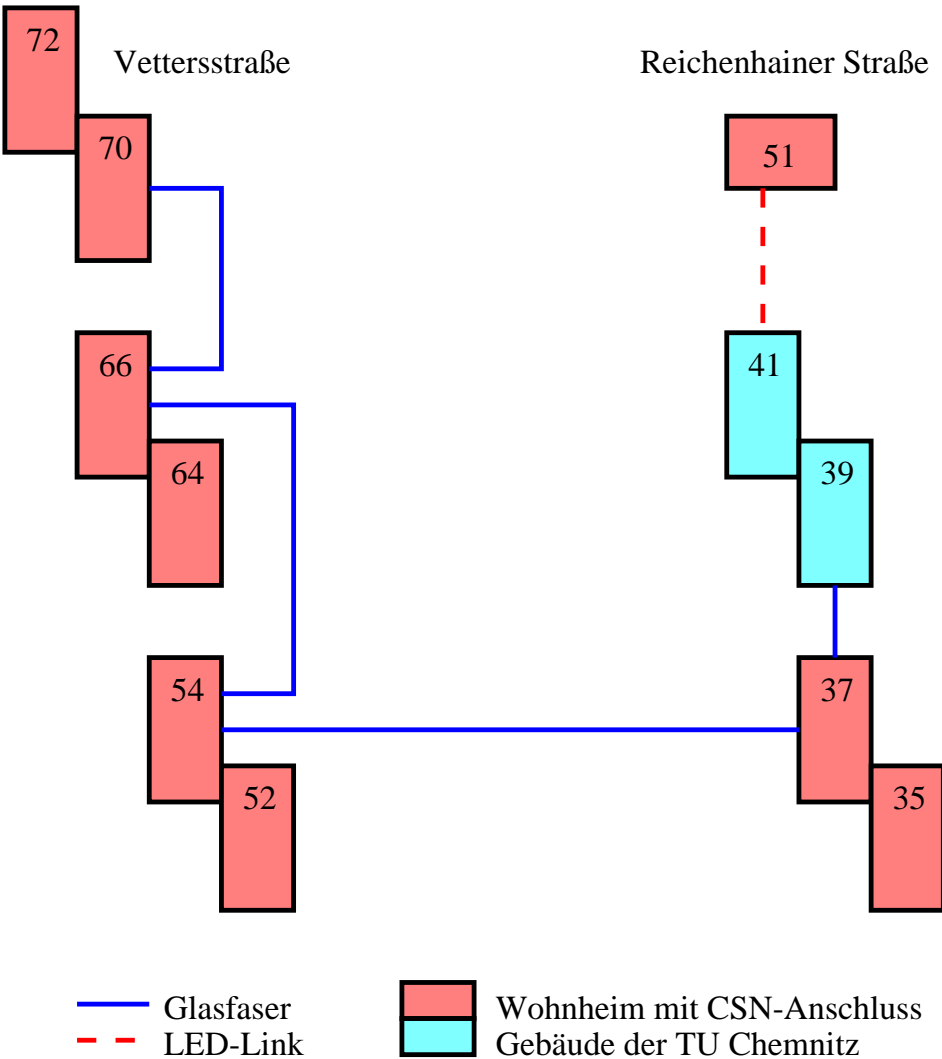 72
Vettersstraße
Reichenhainer Straße
70
51
66
41
64
39
54
37
52
35
Glasfaser
Wohnheim mit CSN-Anschluss
LED-Link
Gebäude der TU Chemnitz